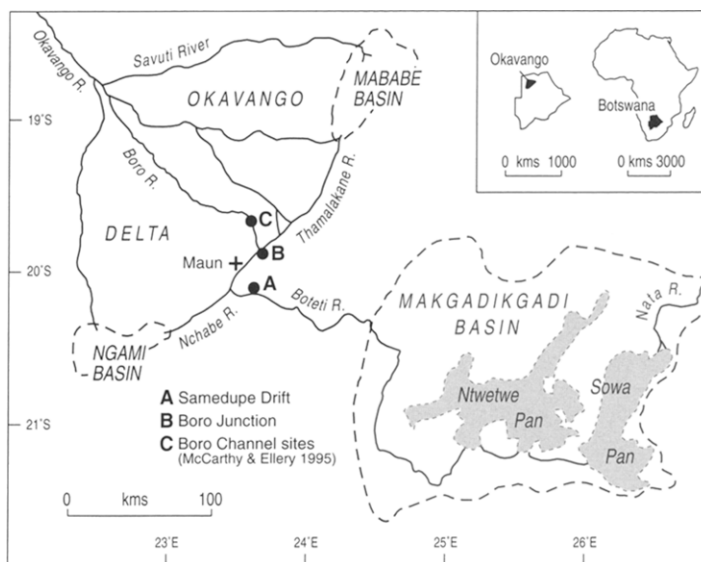 Okavango R.
Savuti River
OKAVANGO
MABABE
BASIN
Okavango
Botswana
0 kms 1000
0 kms 3000
19°S
Boro R.
Thamalakane R.
C
DELTA
B
Maun
20°S
A
Nchabe R.
Boteti R.
MAKGADIKGADI
BASIN
Nata R.
NGAMI
BASIN
Ntwetwe
Pan
Sowa
Pan
A Samedupe Drift
B Boro Junction
C Boro Channel sites
(McCarthy & Ellery 1995)
21°S
0 100
kms
23°E
24°E
25°E
26°E